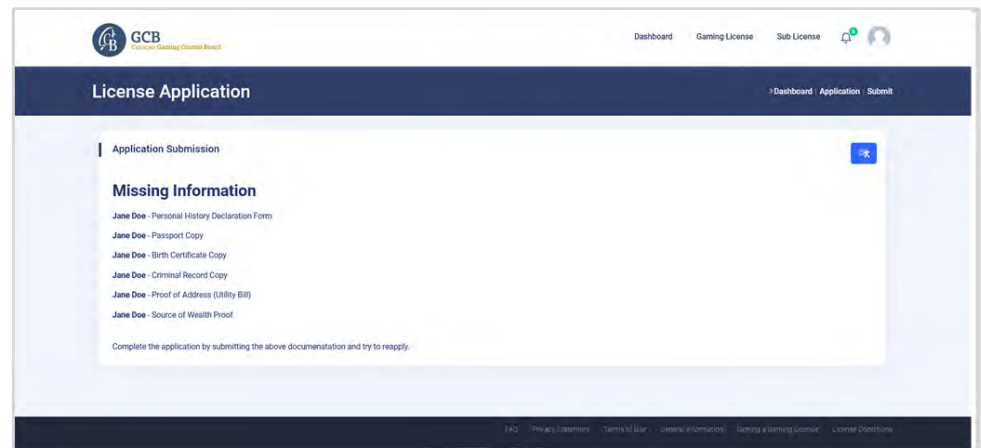 GCB
Curaçao Gaming Control Board
Dashboard Gaming License Sub License
License Application
Dashboard Application Submit
Application Submission
Missing Information
Jane Doe - Personal History Declaration Form
Jane Doe - Passport Copy
Jane Doe - Birth Certificate Copy
Jane Doe - Criminal Record Copy
Jane Doe - Proof of Address (Utility Bill)
Jane Doe - Source of Wealth Proof
Complete the application by submitting the above documenatation and try to reapply.
FAQ Privacy Statement Terms of Use General Information Getting a Gaming License License Conditions